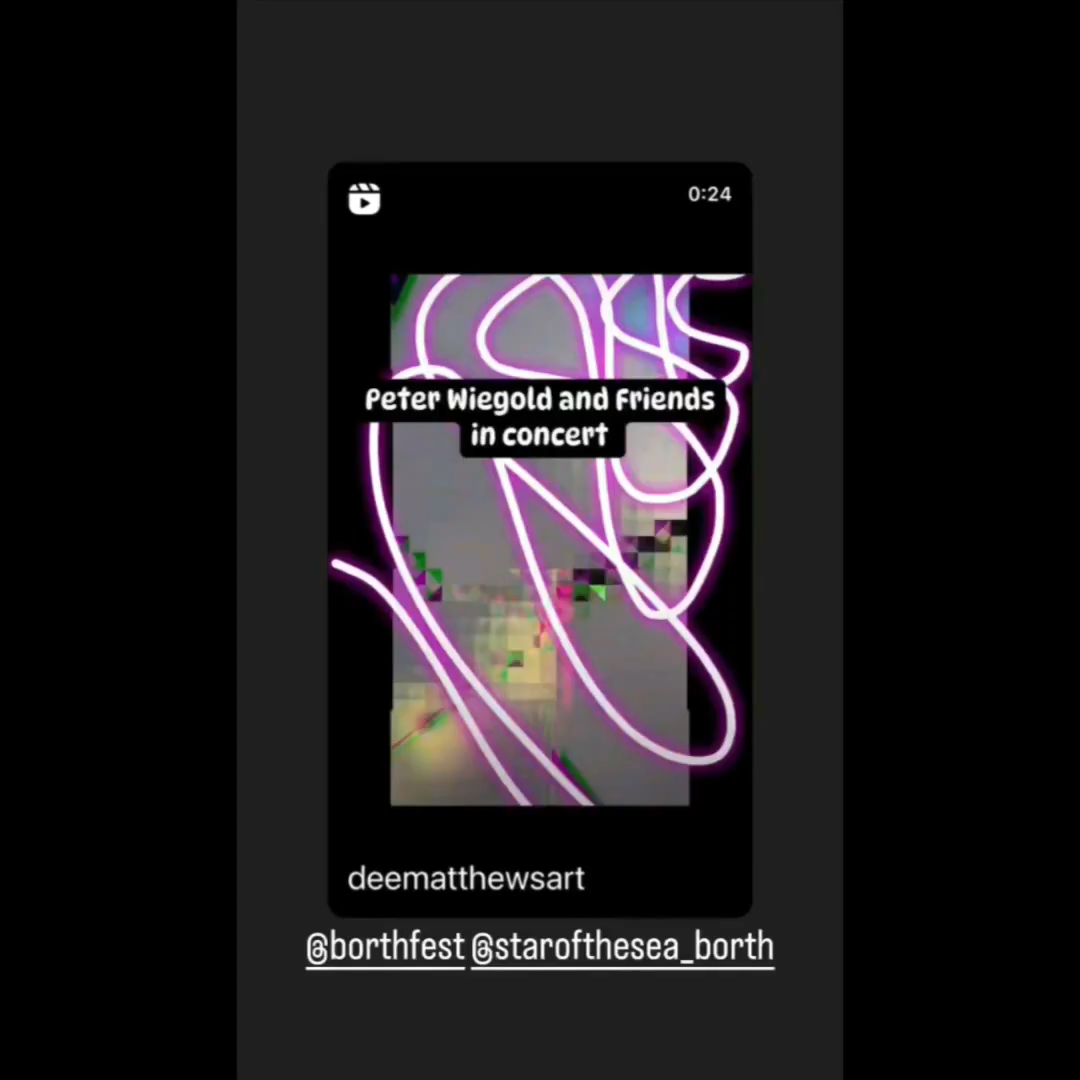 0:24
Peter Wiegold and Friends
in concert
deematthewsart
@borthfest @starofthesea_borth